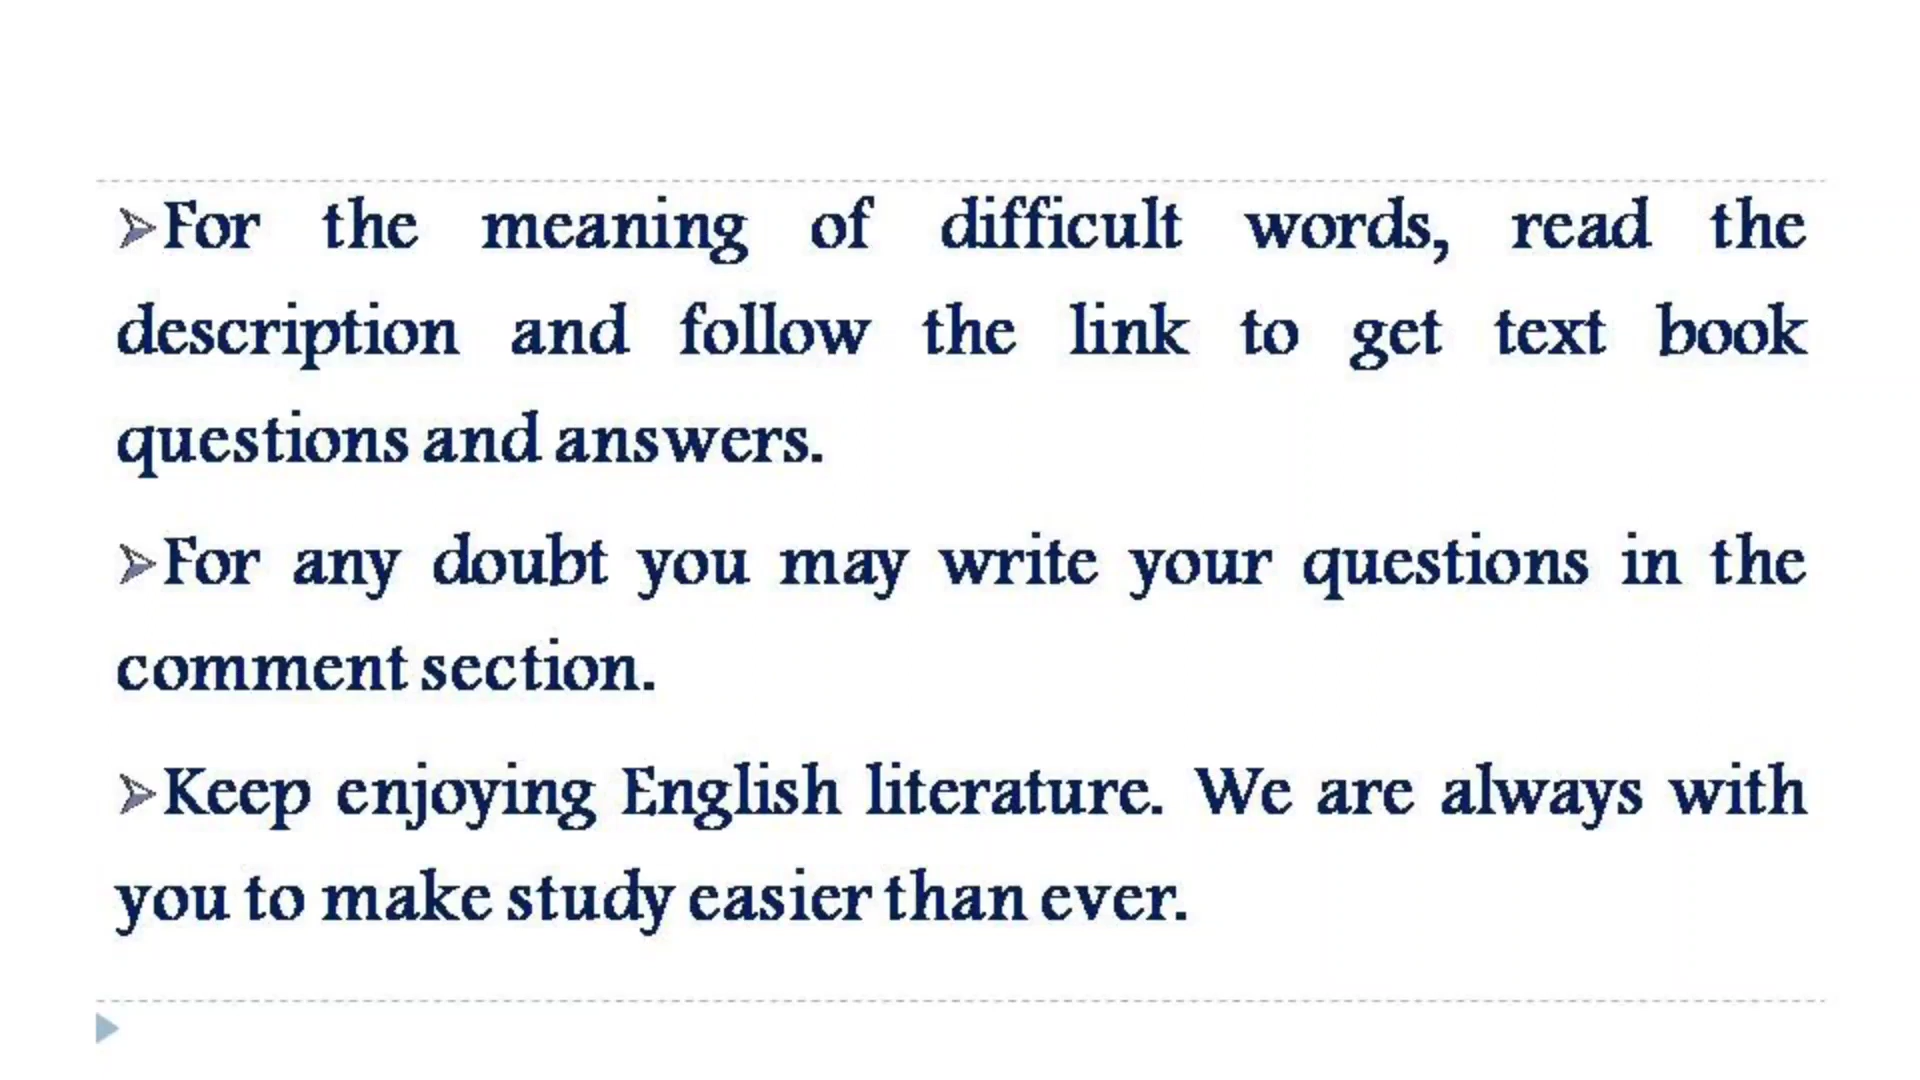 ➢For the meaning of difficult words, read the
description and follow the link to get text book
questions and answers.
➢For any doubt you may write your questions in the
comment section.
➢Keep enjoying English literature. We are always with
you to make study easier than ever.